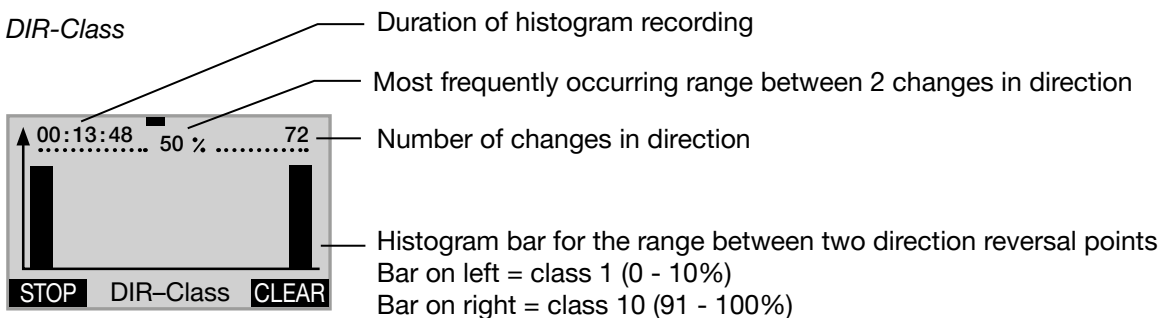 DIR-Class
Duration of histogram recording
Most frequently occurring range between 2 changes in direction
00:13:48 50 % 72
Number of changes in direction
Histogram bar for the range between two direction reversal points
Bar on left = class 1 (0 - 10%)
Bar on right = class 10 (91 - 100%)
STOP DIR–Class CLEAR